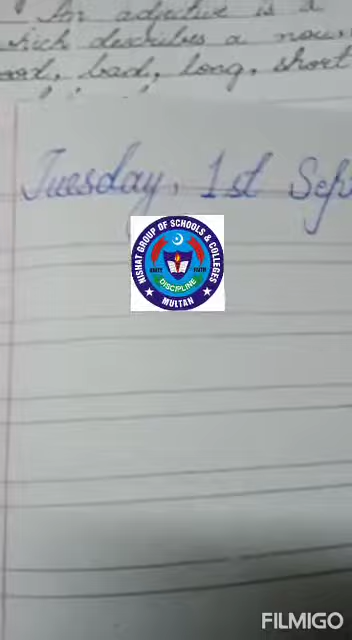 An adjective is a
which describes a noun
bad, long, short
Tuesday, 1st Sep
NISHAT GROUP OF SCHOOLS & COLLEGES
UNITY FAITH
DISCIPLINE
MULTAN
FILMIGO